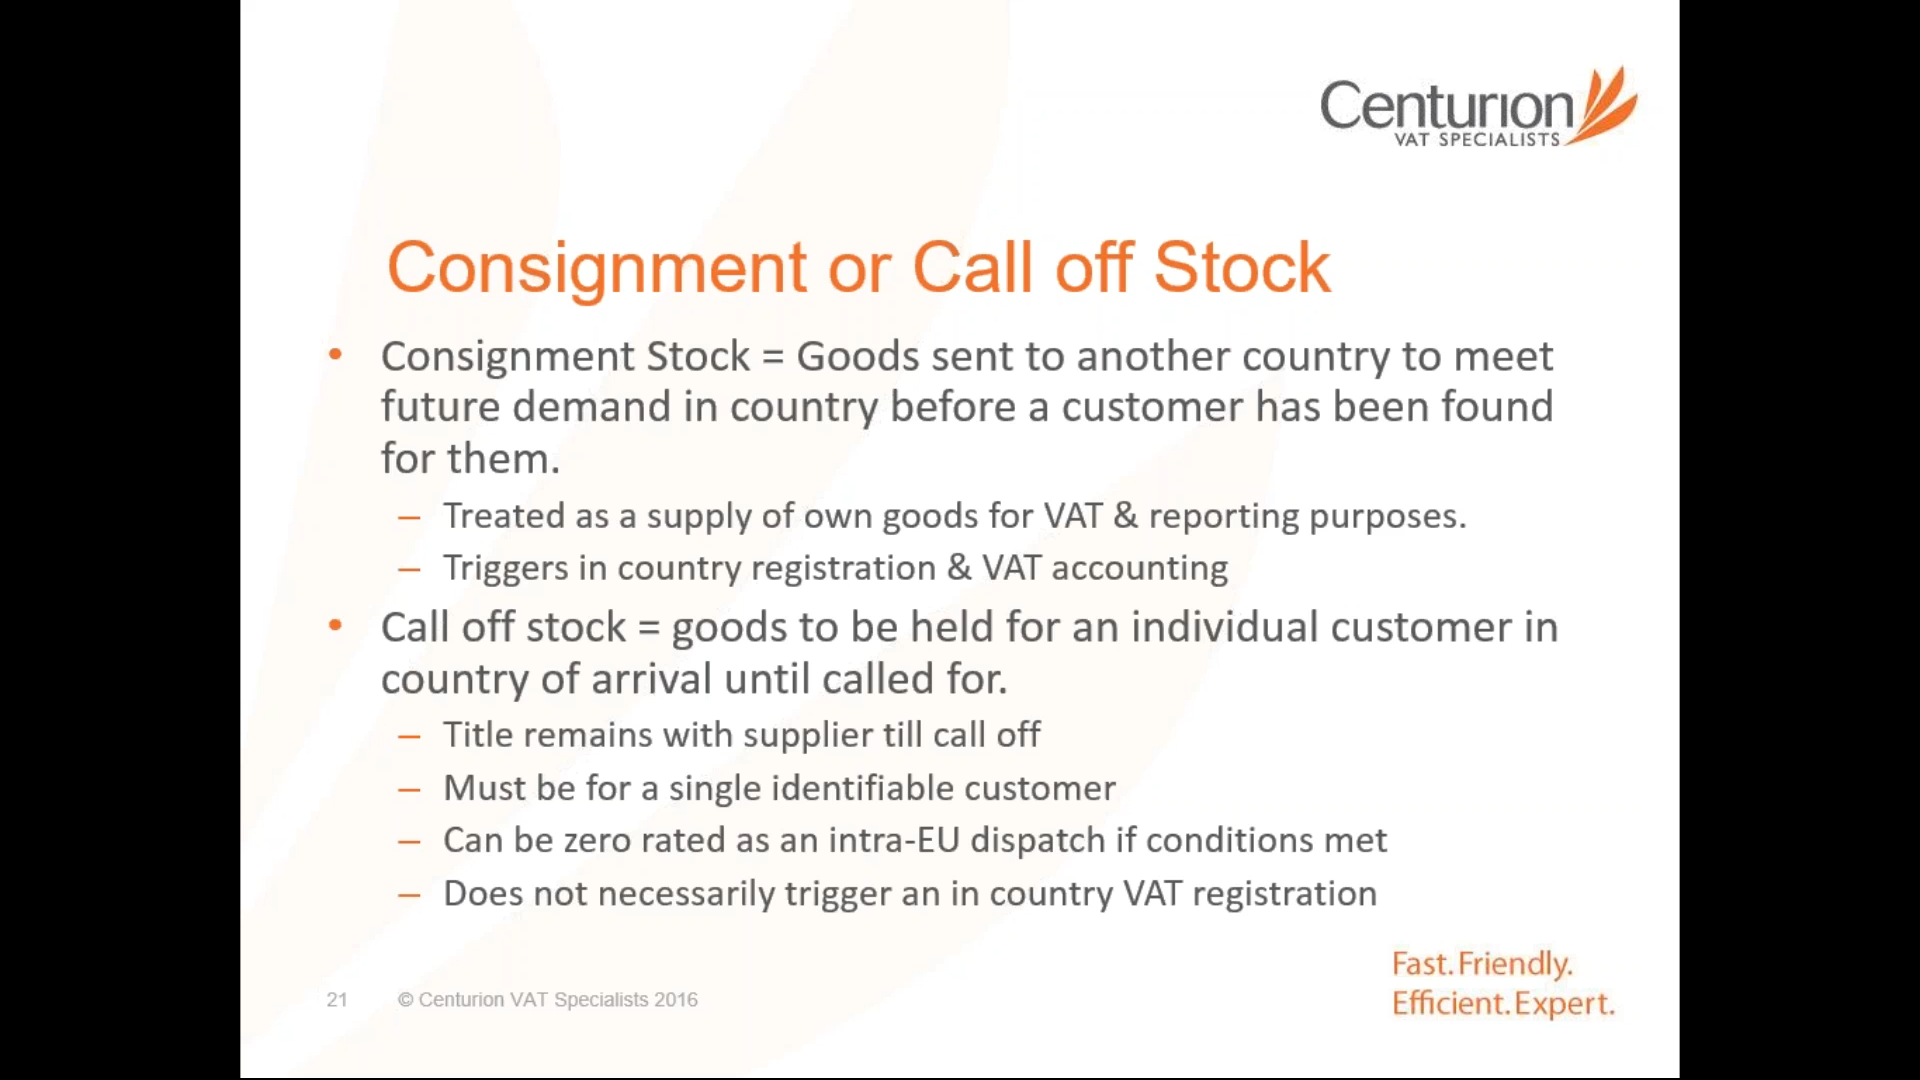 Centurion
VAT SPECIALISTS
Consignment or Call off Stock
• Consignment Stock = Goods sent to another country to meet
future demand in country before a customer has been found
for them.
– Treated as a supply of own goods for VAT & reporting purposes.
– Triggers in country registration & VAT accounting
• Call off stock = goods to be held for an individual customer in
country of arrival until called for.
– Title remains with supplier till call off
– Must be for a single identifiable customer
– Can be zero rated as an intra-EU dispatch if conditions met
– Does not necessarily trigger an in country VAT registration
Fast. Friendly.
Efficient. Expert.
21 © Centurion VAT Specialists 2016